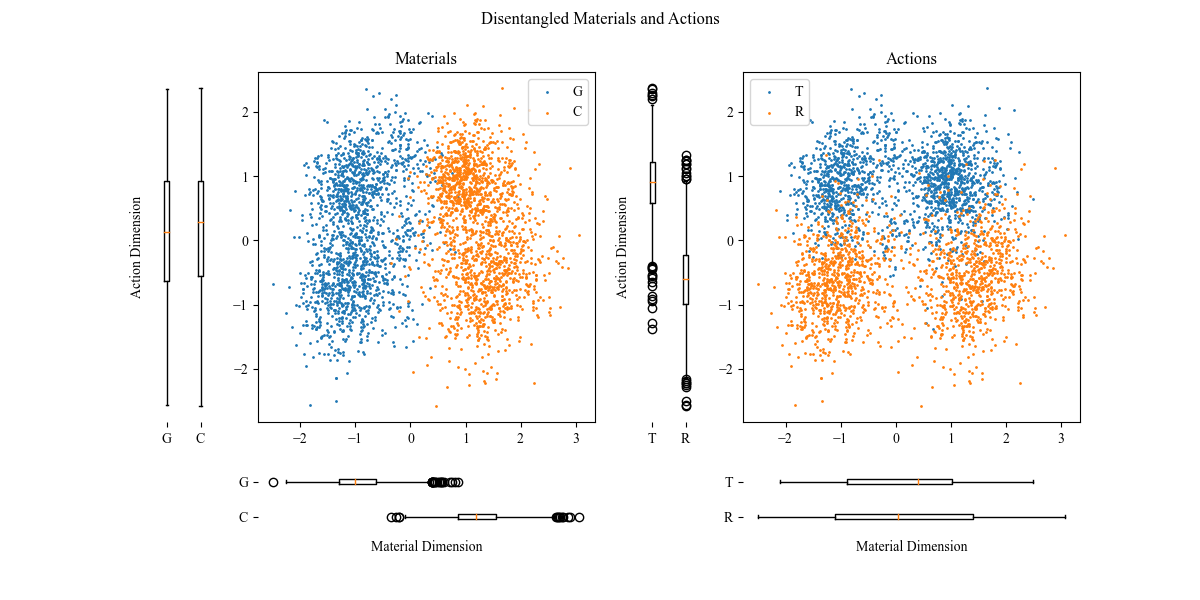 Disentangled Materials and Actions
Materials
Actions
G
C
T
R
Action Dimension
2
1
0
−1
−2
Action Dimension
2
1
0
−1
−2
G C
−2 −1 0 1 2 3
T R
−2 −1 0 1 2 3
G
C
Material Dimension
T
R
Material Dimension